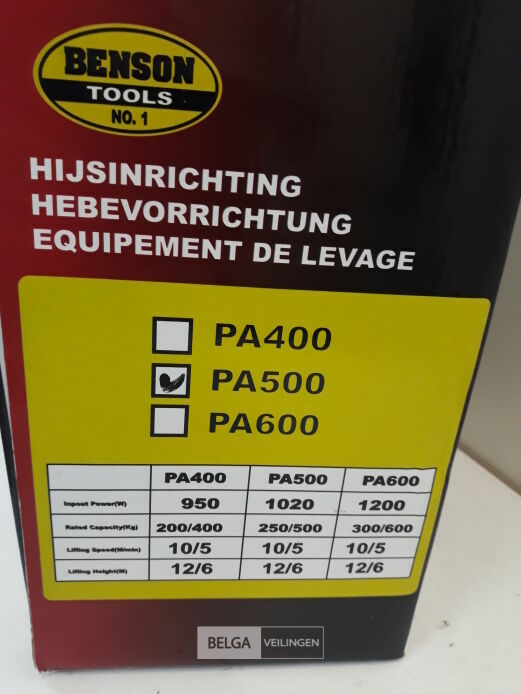 BENSON
TOOLS
NO. 1
HIJSINRICHTING
HEBEVORRICHTUNG
EQUIPEMENT DE LEVAGE
PA400
PA500
PA600
PA400 PA500 PA600
Inpout Power(W) 950 1020 1200
Rated Capacity(Kg) 200/400 250/500 300/600
Lifling Speed(M/min) 10/5 10/5 10/5
Lifling Height(M) 12/6 12/6 12/6
BELGA VEILINGEN